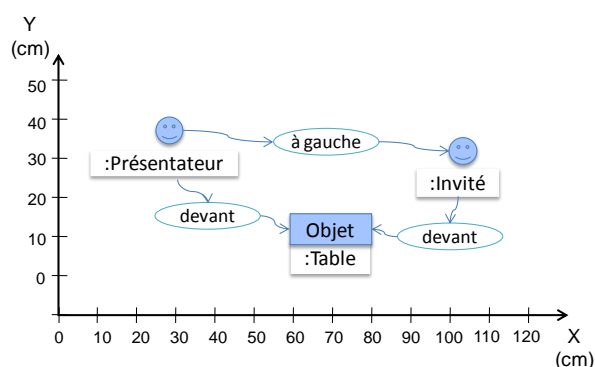 Y
(cm)
50
40
30
20
10
0
à gauche
:Présentateur
:Invité
devant
Objet
devant
:Table
0 10 20 30 40 50 60 70 80 90 100 110 120
X
(cm)